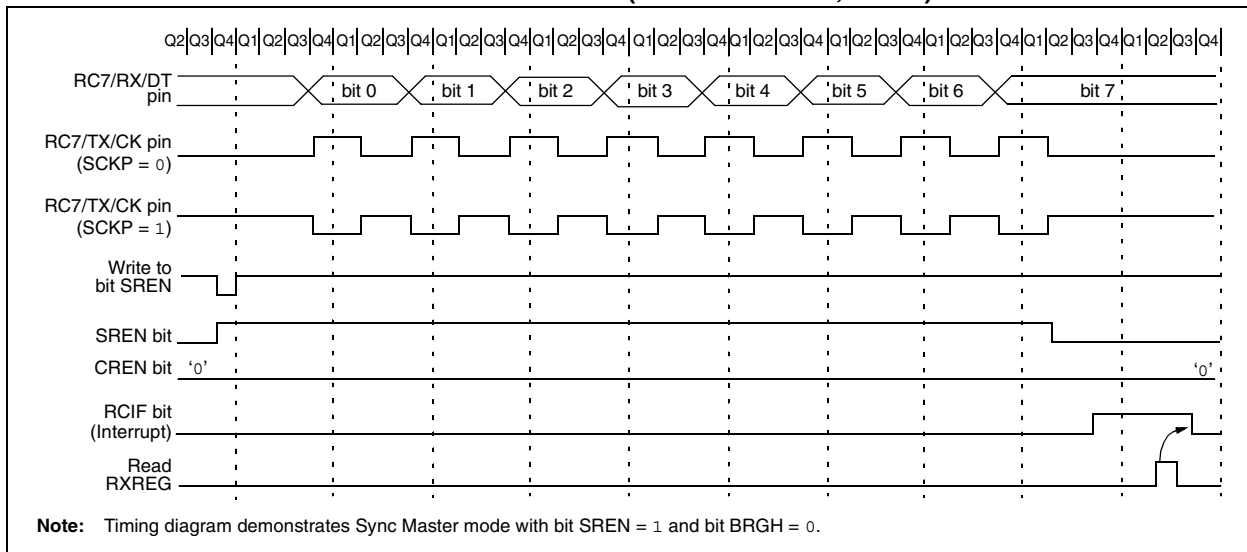 Q2 Q3 Q4 Q1 Q2 Q3 Q4 Q1 Q2 Q3 Q4 Q1 Q2 Q3 Q4 Q1 Q2 Q3 Q4 Q1 Q2 Q3 Q4 Q1 Q2 Q3 Q4 Q1 Q2 Q3 Q4 Q1 Q2 Q3 Q4 Q1 Q2 Q3 Q4 Q1 Q2 Q3 Q4
RC7/RX/DT
pin
bit 0 bit 1 bit 2 bit 3 bit 4 bit 5 bit 6 bit 7
RC7/TX/CK pin
(SCKP = 0)
RC7/TX/CK pin
(SCKP = 1)
Write to
bit SREN
SREN bit
CREN bit '0' '0'
RCIF bit
(Interrupt)
Read
RXREG
Note: Timing diagram demonstrates Sync Master mode with bit SREN = 1 and bit BRGH = 0.